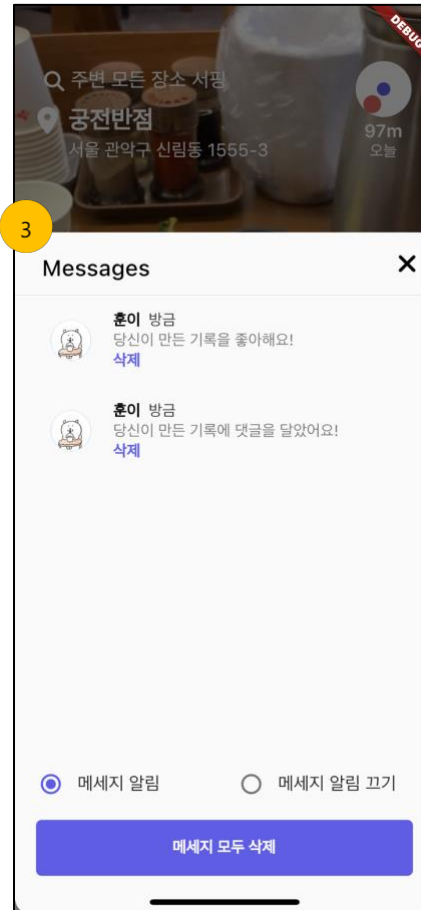 DEBUG
주변 모든 장소 서핑
궁전반점
서울 관악구 신림동 1555-3
97m
오늘
3
Messages
훈이 방금
당신이 만든 기록을 좋아해요!
삭제
훈이 방금
당신이 만든 기록에 댓글을 달았어요!
삭제
메세지 알림
메세지 알림 끄기
메세지 모두 삭제